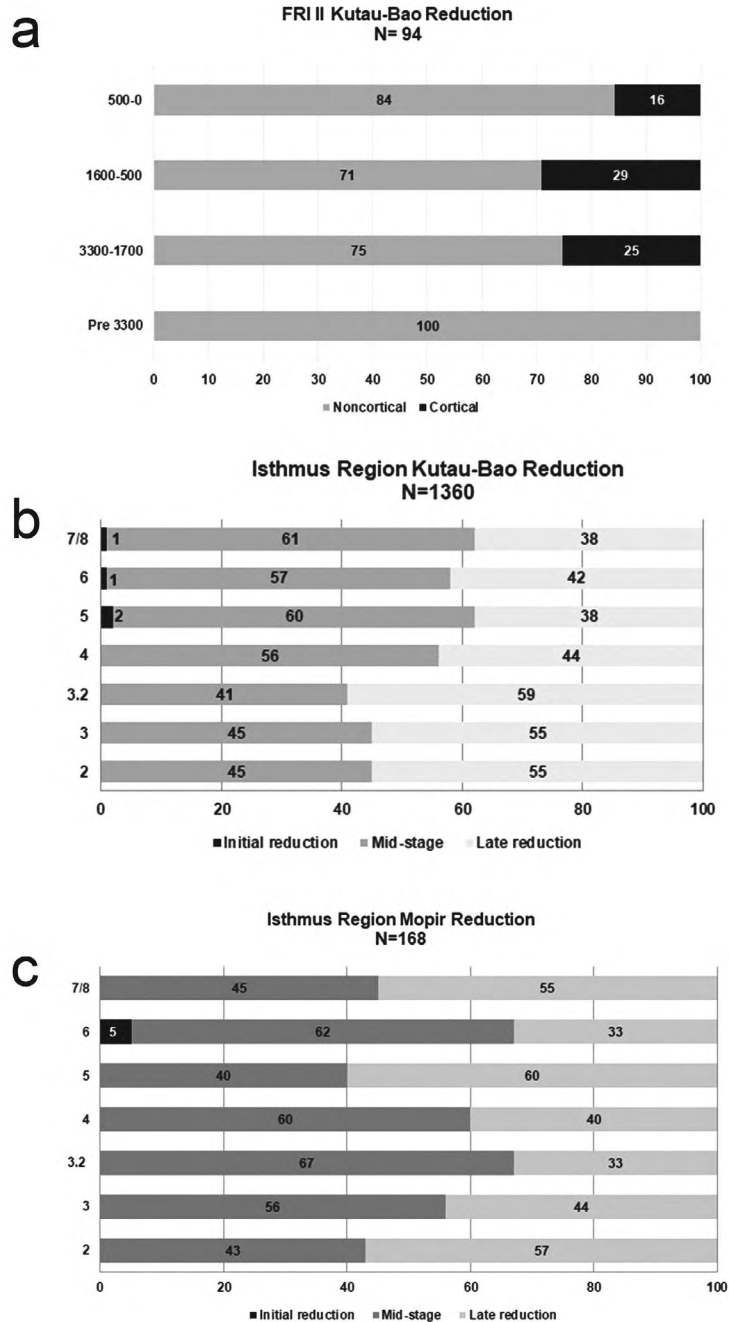 a
FRI II Kutau-Bao Reduction
N= 94
500-0 84 16
1600-500 71 29
3300-1700 75 25
Pre 3300 100
0 10 20 30 40 50 60 70 80 90 100
Noncortical Cortical
b
Isthmus Region Kutau-Bao Reduction
N=1360
7/8 1 61 38
6 1 57 42
5 2 60 38
4 56 44
3.2 41 59
3 45 55
2 45 55
0 20 40 60 80 100
Initial reduction Mid-stage Late reduction
c
Isthmus Region Mopir Reduction
N=168
7/8 45 55
6 5 62 33
5 40 60
4 60 40
3.2 67 33
3 56 44
2 43 57
0 20 40 60 80 100
Initial reduction Mid-stage Late reduction